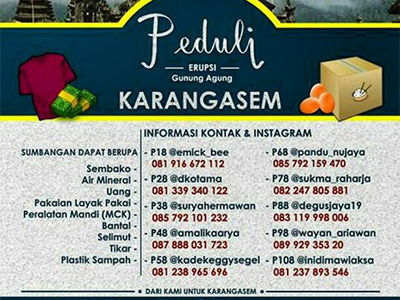 Peduli
ERUPSI
Gunung Agung
KARANGASEM
INFORMASI KONTAK & INSTAGRAM
SUMBANGAN DAPAT BERUPA
Sembako -
Air Mineral -
Uang -
Pakaian Layak Pakai -
Peralatan Mandi (MCK) -
Bantal -
Selimut -
Tikar -
Plastik Sampah -
- P18 @emick_bee
081 916 672 112
- P28 @dkotama
081 339 340 122
- P38 @suryahermawan
085 792 101 232
- P48 @amalikaarya
087 888 031 723
- P58 @kadekeggysegel
081 238 965 696
- P68 @pandu_nujaya
085 792 159 470
- P78 @sukma_raharja
082 247 805 881
- P88 @degusjaya19
083 119 998 006
- P98 @wayan_ariawan
089 929 353 20
- P108 @inidimawiaksa
081 237 893 546
• DARI KAMI UNTUK KARANGASEM •